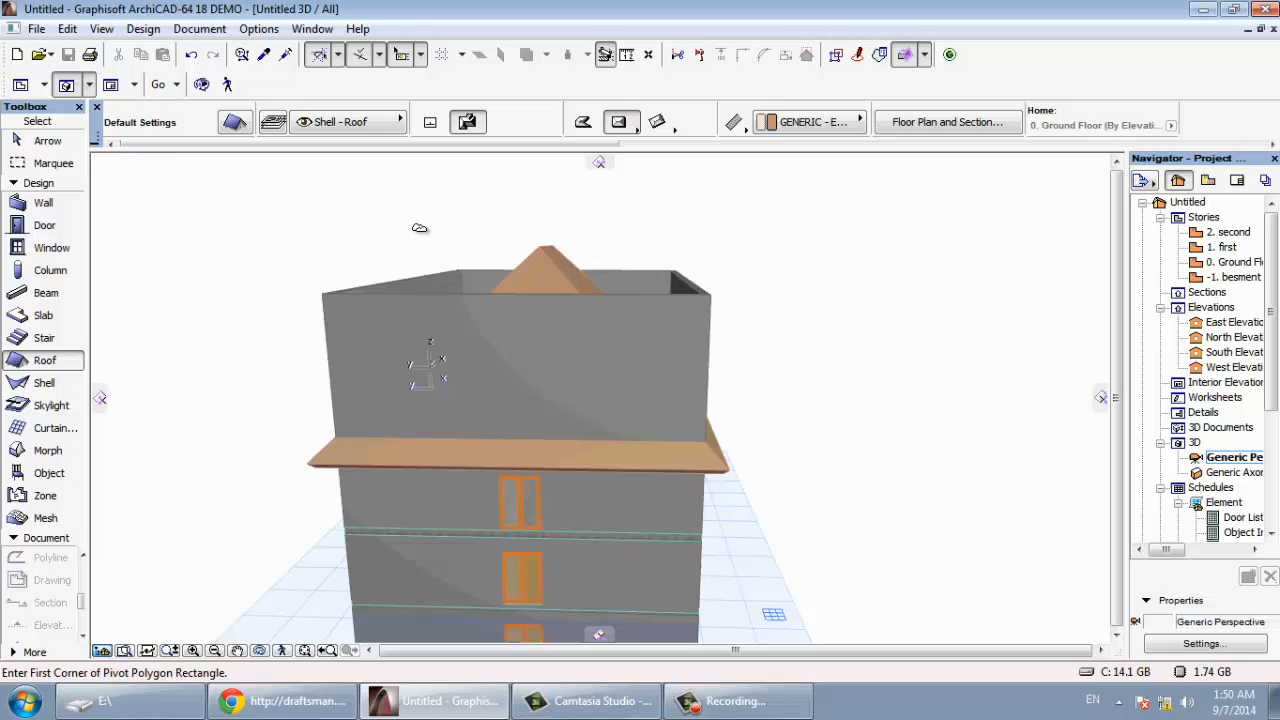 Untitled - Graphisoft ArchiCAD-64 18 DEMO - [Untitled 3D / All]
File Edit View Design Document Options Window Help
Go
Toolbox
Select
Arrow
Marquee
Design
Wall
Door
Window
Column
Beam
Slab
Stair
Roof
Shell
Skylight
Curtain...
Morph
Object
Zone
Mesh
Document
Polyline
Drawing
Section
Elevat...
More
Default Settings
Shell - Roof
GENERIC - E...
Floor Plan and Section...
Home:
0. Ground Floor (By Elevati...
z
y x
y x
Navigator - Project ...
Untitled
Stories
2. second
1. first
0. Ground Fl
-1. besment
Sections
Elevations
East Elevatio
North Elevat
South Elevat
West Elevati
Interior Elevation
Worksheets
Details
3D Documents
3D
Generic Pe
Generic Axon
Schedules
Element
Door List
Object In
Properties
Generic Perspective
Settings...
Enter First Corner of Pivot Polygon Rectangle.
C: 14.1 GB
1.74 GB
E:\
http://draftsman....
Untitled - Graphis...
Camtasia Studio -...
Recording...
EN
1:50 AM
9/7/2014